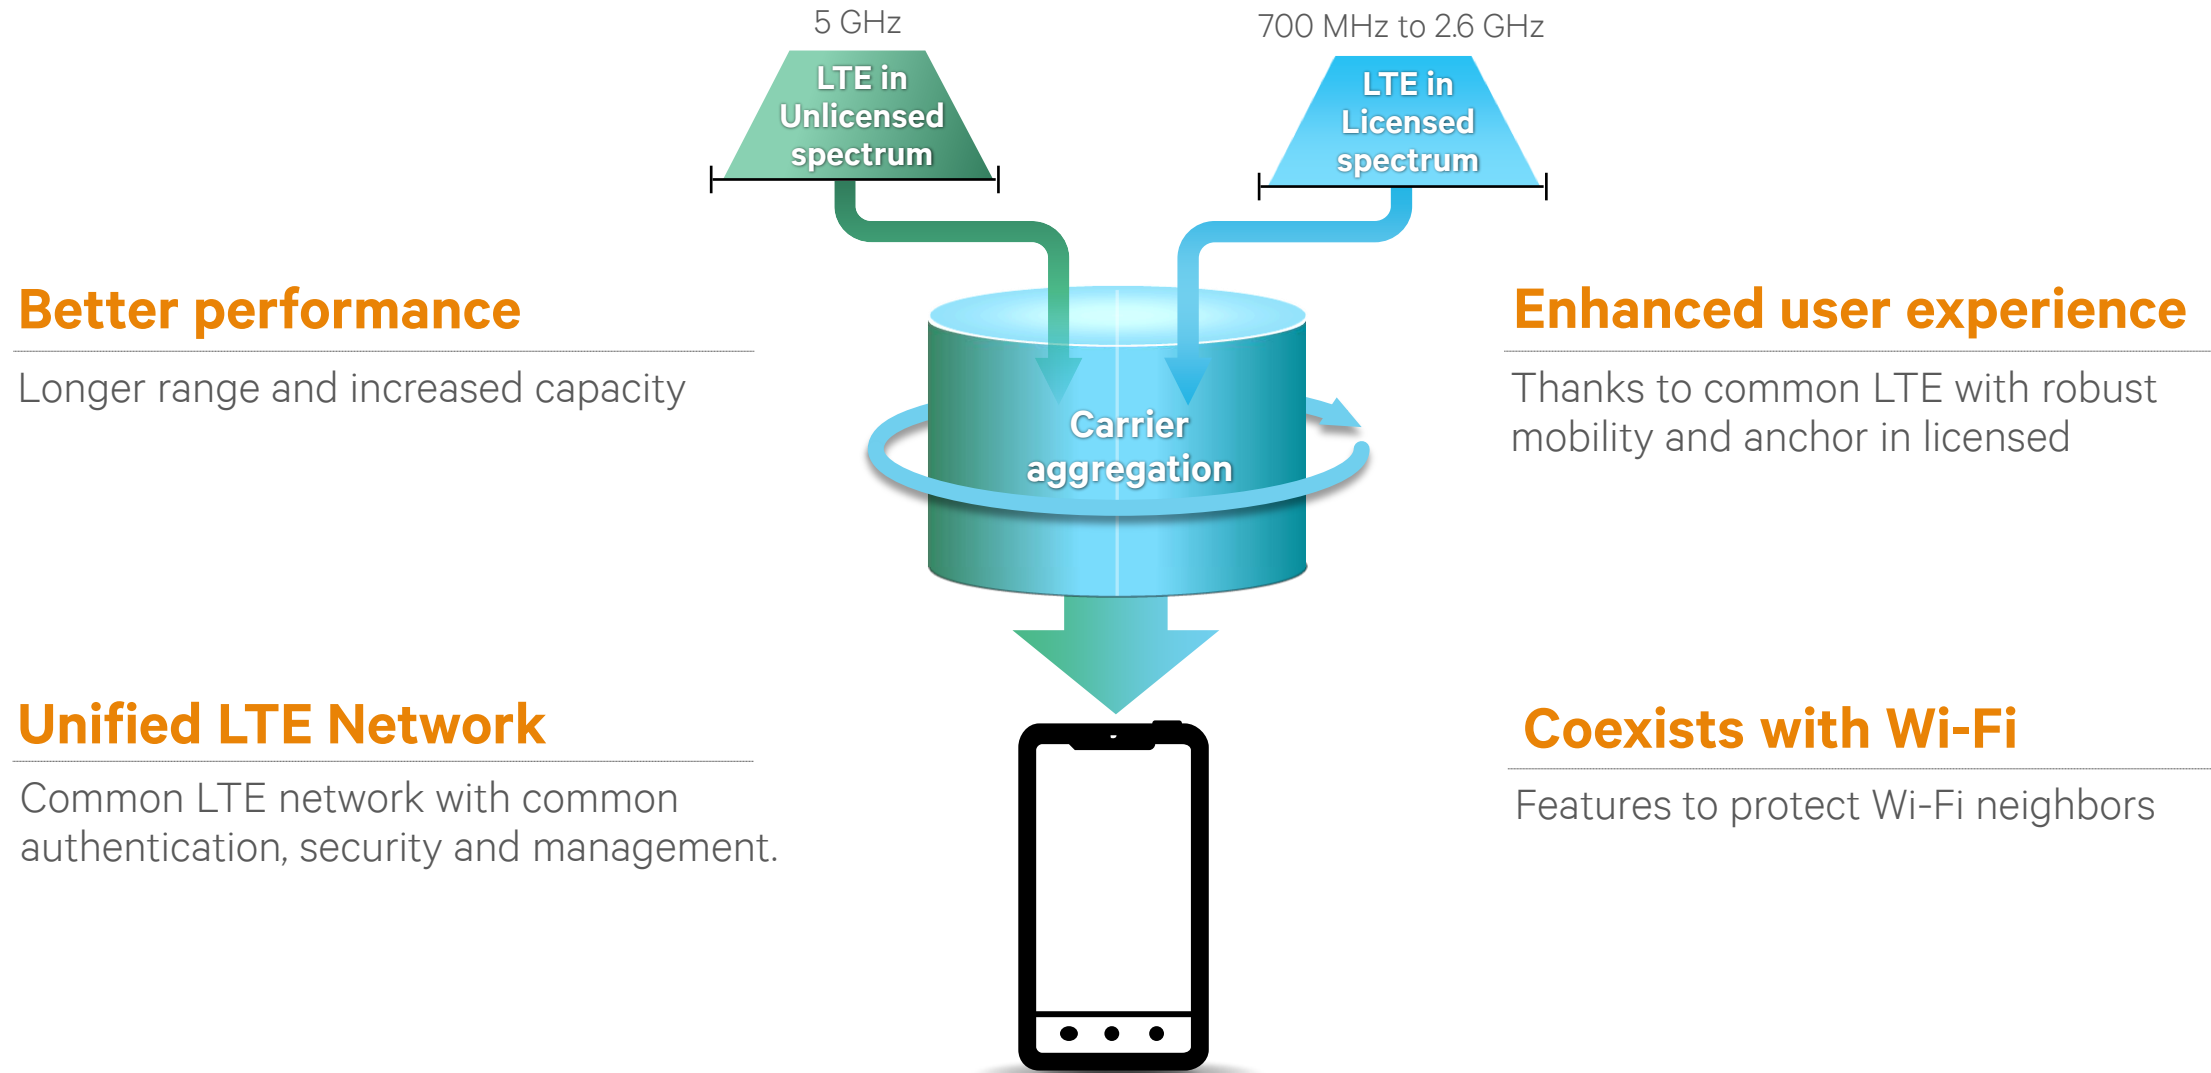 5 GHz
700 MHz to 2.6 GHz
LTE in
Unlicensed
spectrum
LTE in
Licensed
spectrum
Better performance
Longer range and increased capacity
Enhanced user experience
Thanks to common LTE with robust
mobility and anchor in licensed
Carrier
aggregation
Unified LTE Network
Common LTE network with common
authentication, security and management.
Coexists with Wi-Fi
Features to protect Wi-Fi neighbors